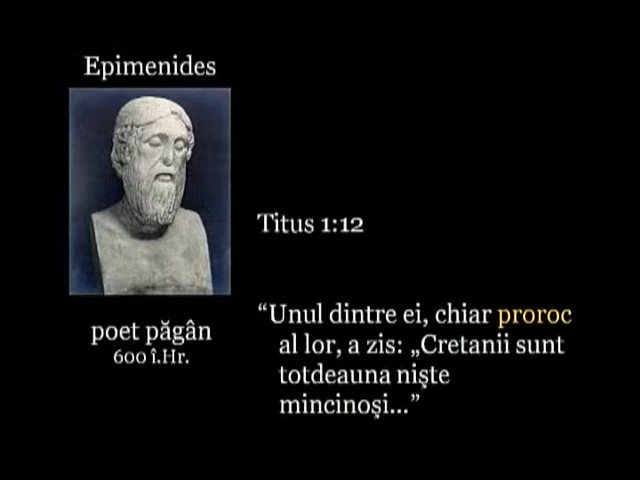 Epimenides
poet păgân
600 î.Hr.
Titus 1:12
“Unul dintre ei, chiar proroc
al lor, a zis: „Cretanii sunt
totdeauna nişte
mincinoşi...”